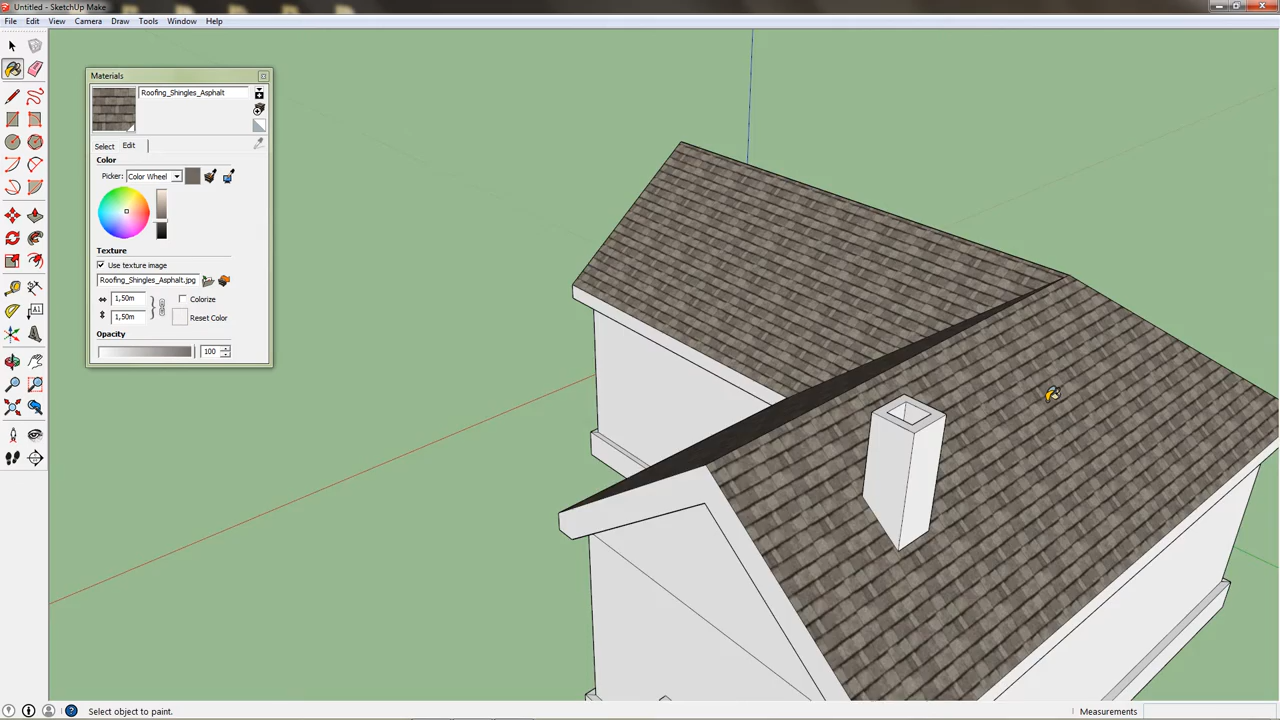 Untitled - SketchUp Make
File Edit View Camera Draw Tools Window Help
Materials
Roofing_Shingles_Asphalt
Select Edit
Color
Picker: Color Wheel
Texture
Use texture image
Roofing_Shingles_Asphalt.jpg
1,50m Colorize
1,50m Reset Color
Opacity
100
A1
Select object to paint. Measurements